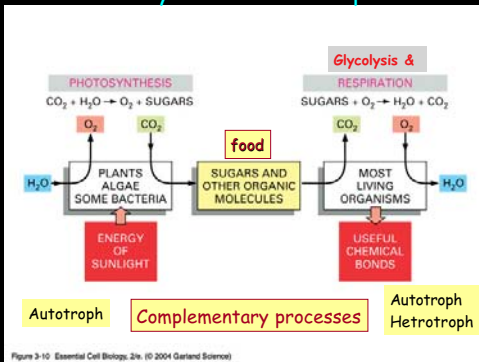 Glycolysis &
PHOTOSYNTHESIS
CO2 + H2O → O2 + SUGARS
RESPIRATION
SUGARS + O2 → H2O + CO2
O2
CO2
food
CO2
O2
H2O
PLANTS
ALGAE
SOME BACTERIA
SUGARS AND
OTHER ORGANIC
MOLECULES
MOST
LIVING
ORGANISMS
H2O
ENERGY
OF
SUNLIGHT
USEFUL
CHEMICAL
BONDS
Autotroph
Complementary processes
Autotroph
Hetrotroph
Figure 3-10 Essential Cell Biology, 2/e. (© 2004 Garland Science)